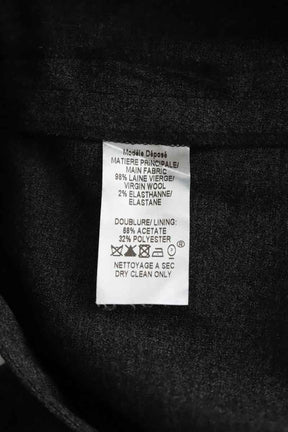 Modèle Déposé
MATIERE PRINCIPALE/
MAIN FABRIC
98% LAINE VIERGE/
VIRGIN WOOL
2% ELASTHANNE/
ELASTANE
DOUBLURE/ LINING:
68% ACETATE
32% POLYESTER
®
NETTOYAGE A SEC
DRY CLEAN ONLY